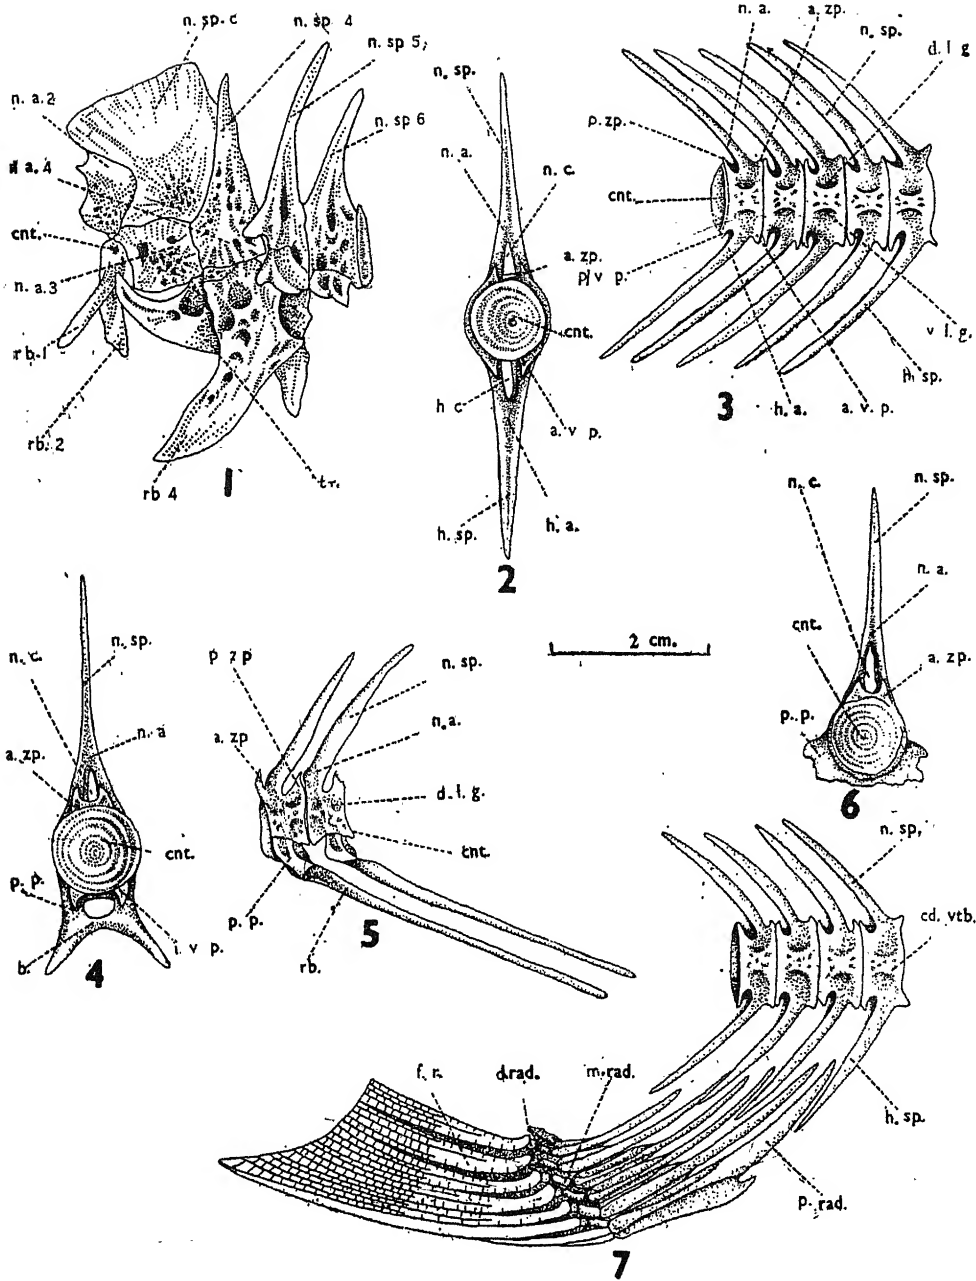 n. sp. c
n. sp 4
n. sp 5,
n. sp 6
n. a. 2
n a. 4
cnt.
n. a. 3
rb. 1
rb. 2
rb 4
tr.
1
n. sp.
n. a.
n. c.
a. zp.
cnt.
h c
a. v p.
h. sp.
h. a.
2
n. a.
a. zp.
n. sp.
d. l g
p. zp.
cnt.
p v p.
v l. g.
h. sp.
h. a.
a. v. p.
3
n. sp.
n. c.
n. a
a. zp.
cnt.
p. p.
i. v p.
b.
4
p z p
n. sp.
a. zp
n. a.
d. l. g.
cnt.
p. p.
rb.
5
2 cm.
n. c.
n. sp.
n. a.
cnt.
a. zp.
p. p.
6
n. sp,
cd. vtb.
f. r.
d. rad.
m. rad.
h. sp.
p. rad.
7